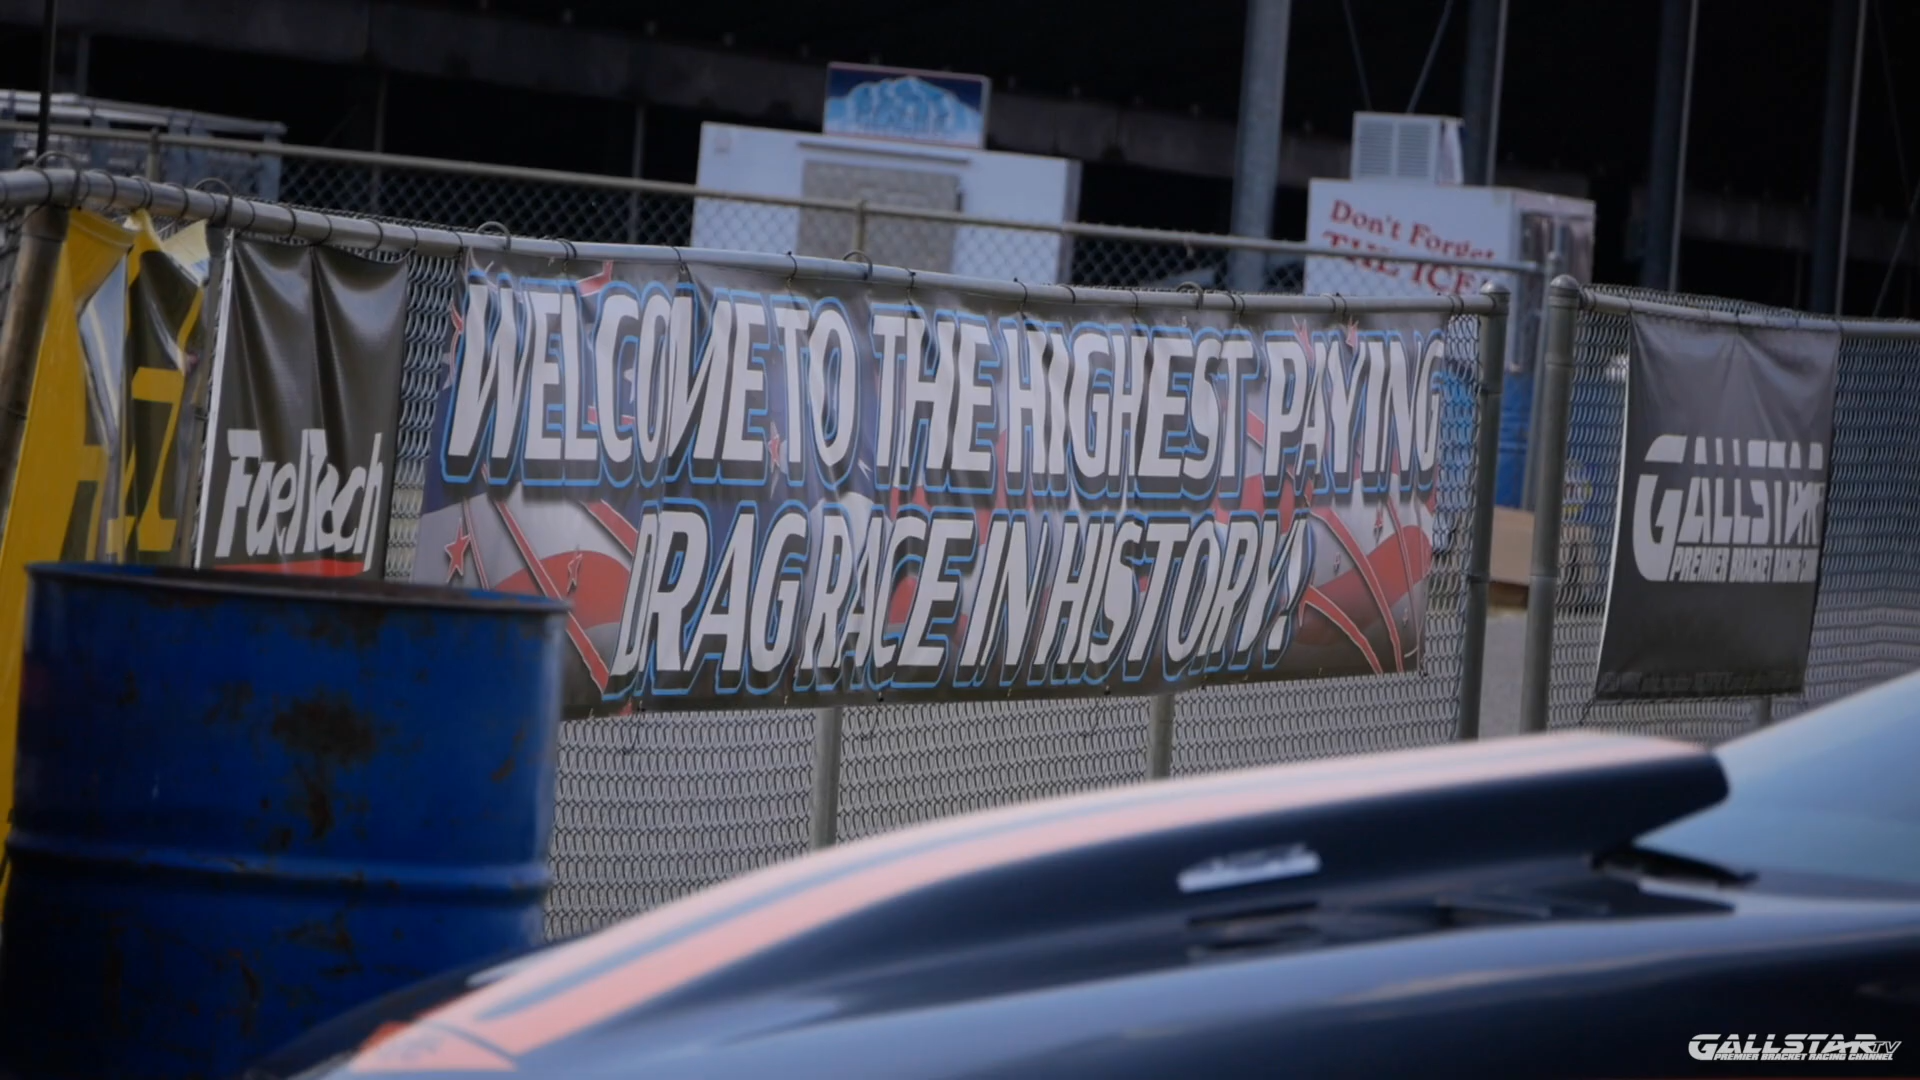 Don't Forget
THE ICE!
WELCOME TO THE HIGHEST PAYING
DRAG RACE IN HISTORY!
FuelTech
GALLSTAR
PREMIER BRACKET RACING
GALLSTAR TV
PREMIER BRACKET RACING CHANNEL